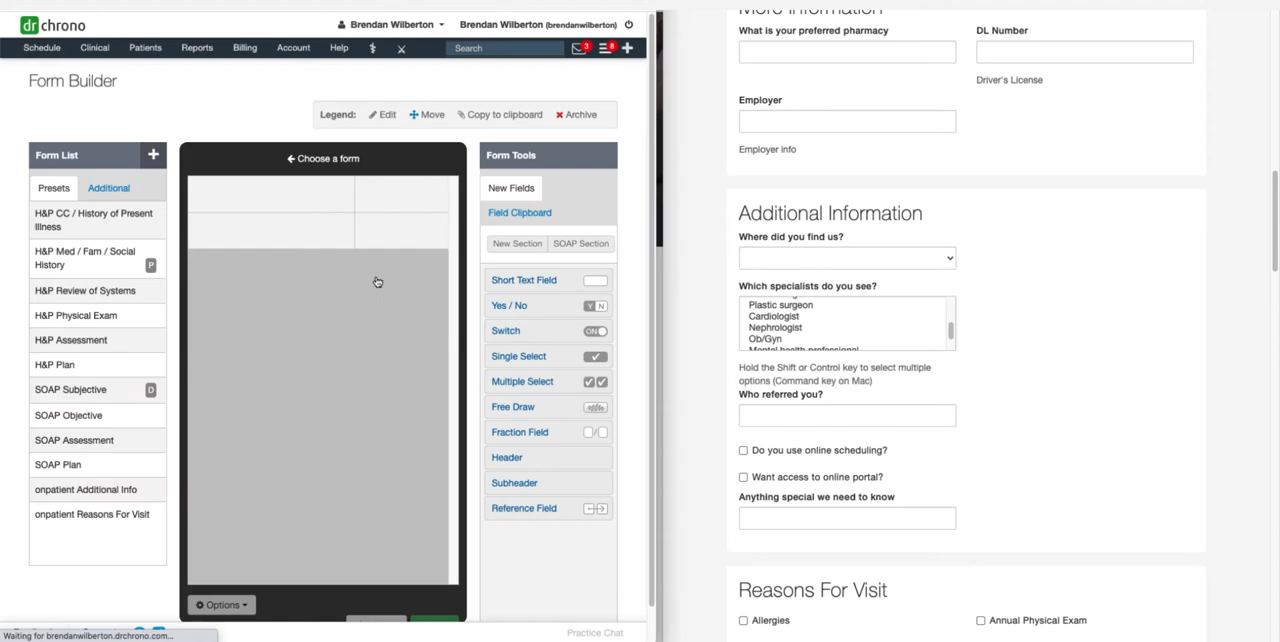 drchrono
Brendan Wilberton
Brendan Wilberton (brendanwilberton)
Schedule Clinical Patients Reports Billing Account Help Search 3 8
Form Builder
Legend: Edit Move Copy to clipboard Archive
Form List
Presets Additional
H&P CC / History of Present
Illness
H&P Med / Fam / Social
History P
H&P Review of Systems
H&P Physical Exam
H&P Assessment
H&P Plan
SOAP Subjective D
SOAP Objective
SOAP Assessment
SOAP Plan
onpatient Additional Info
onpatient Reasons For Visit
Choose a form
Options
Form Tools
New Fields
Field Clipboard
New Section SOAP Section
Short Text Field
Yes / No Y N
Switch ON
Single Select
Multiple Select
Free Draw
Fraction Field
Header
Subheader
Reference Field
Practice Chat
Waiting for brendanwilberton.drchrono.com...
More Information
What is your preferred pharmacy
DL Number
Driver's License
Employer
Employer info
Additional Information
Where did you find us?
Which specialists do you see?
Plastic surgeon
Cardiologist
Nephrologist
Ob/Gyn
Mental health professional
Hold the Shift or Control key to select multiple
options (Command key on Mac)
Who referred you?
Do you use online scheduling?
Want access to online portal?
Anything special we need to know
Reasons For Visit
Allergies
Annual Physical Exam